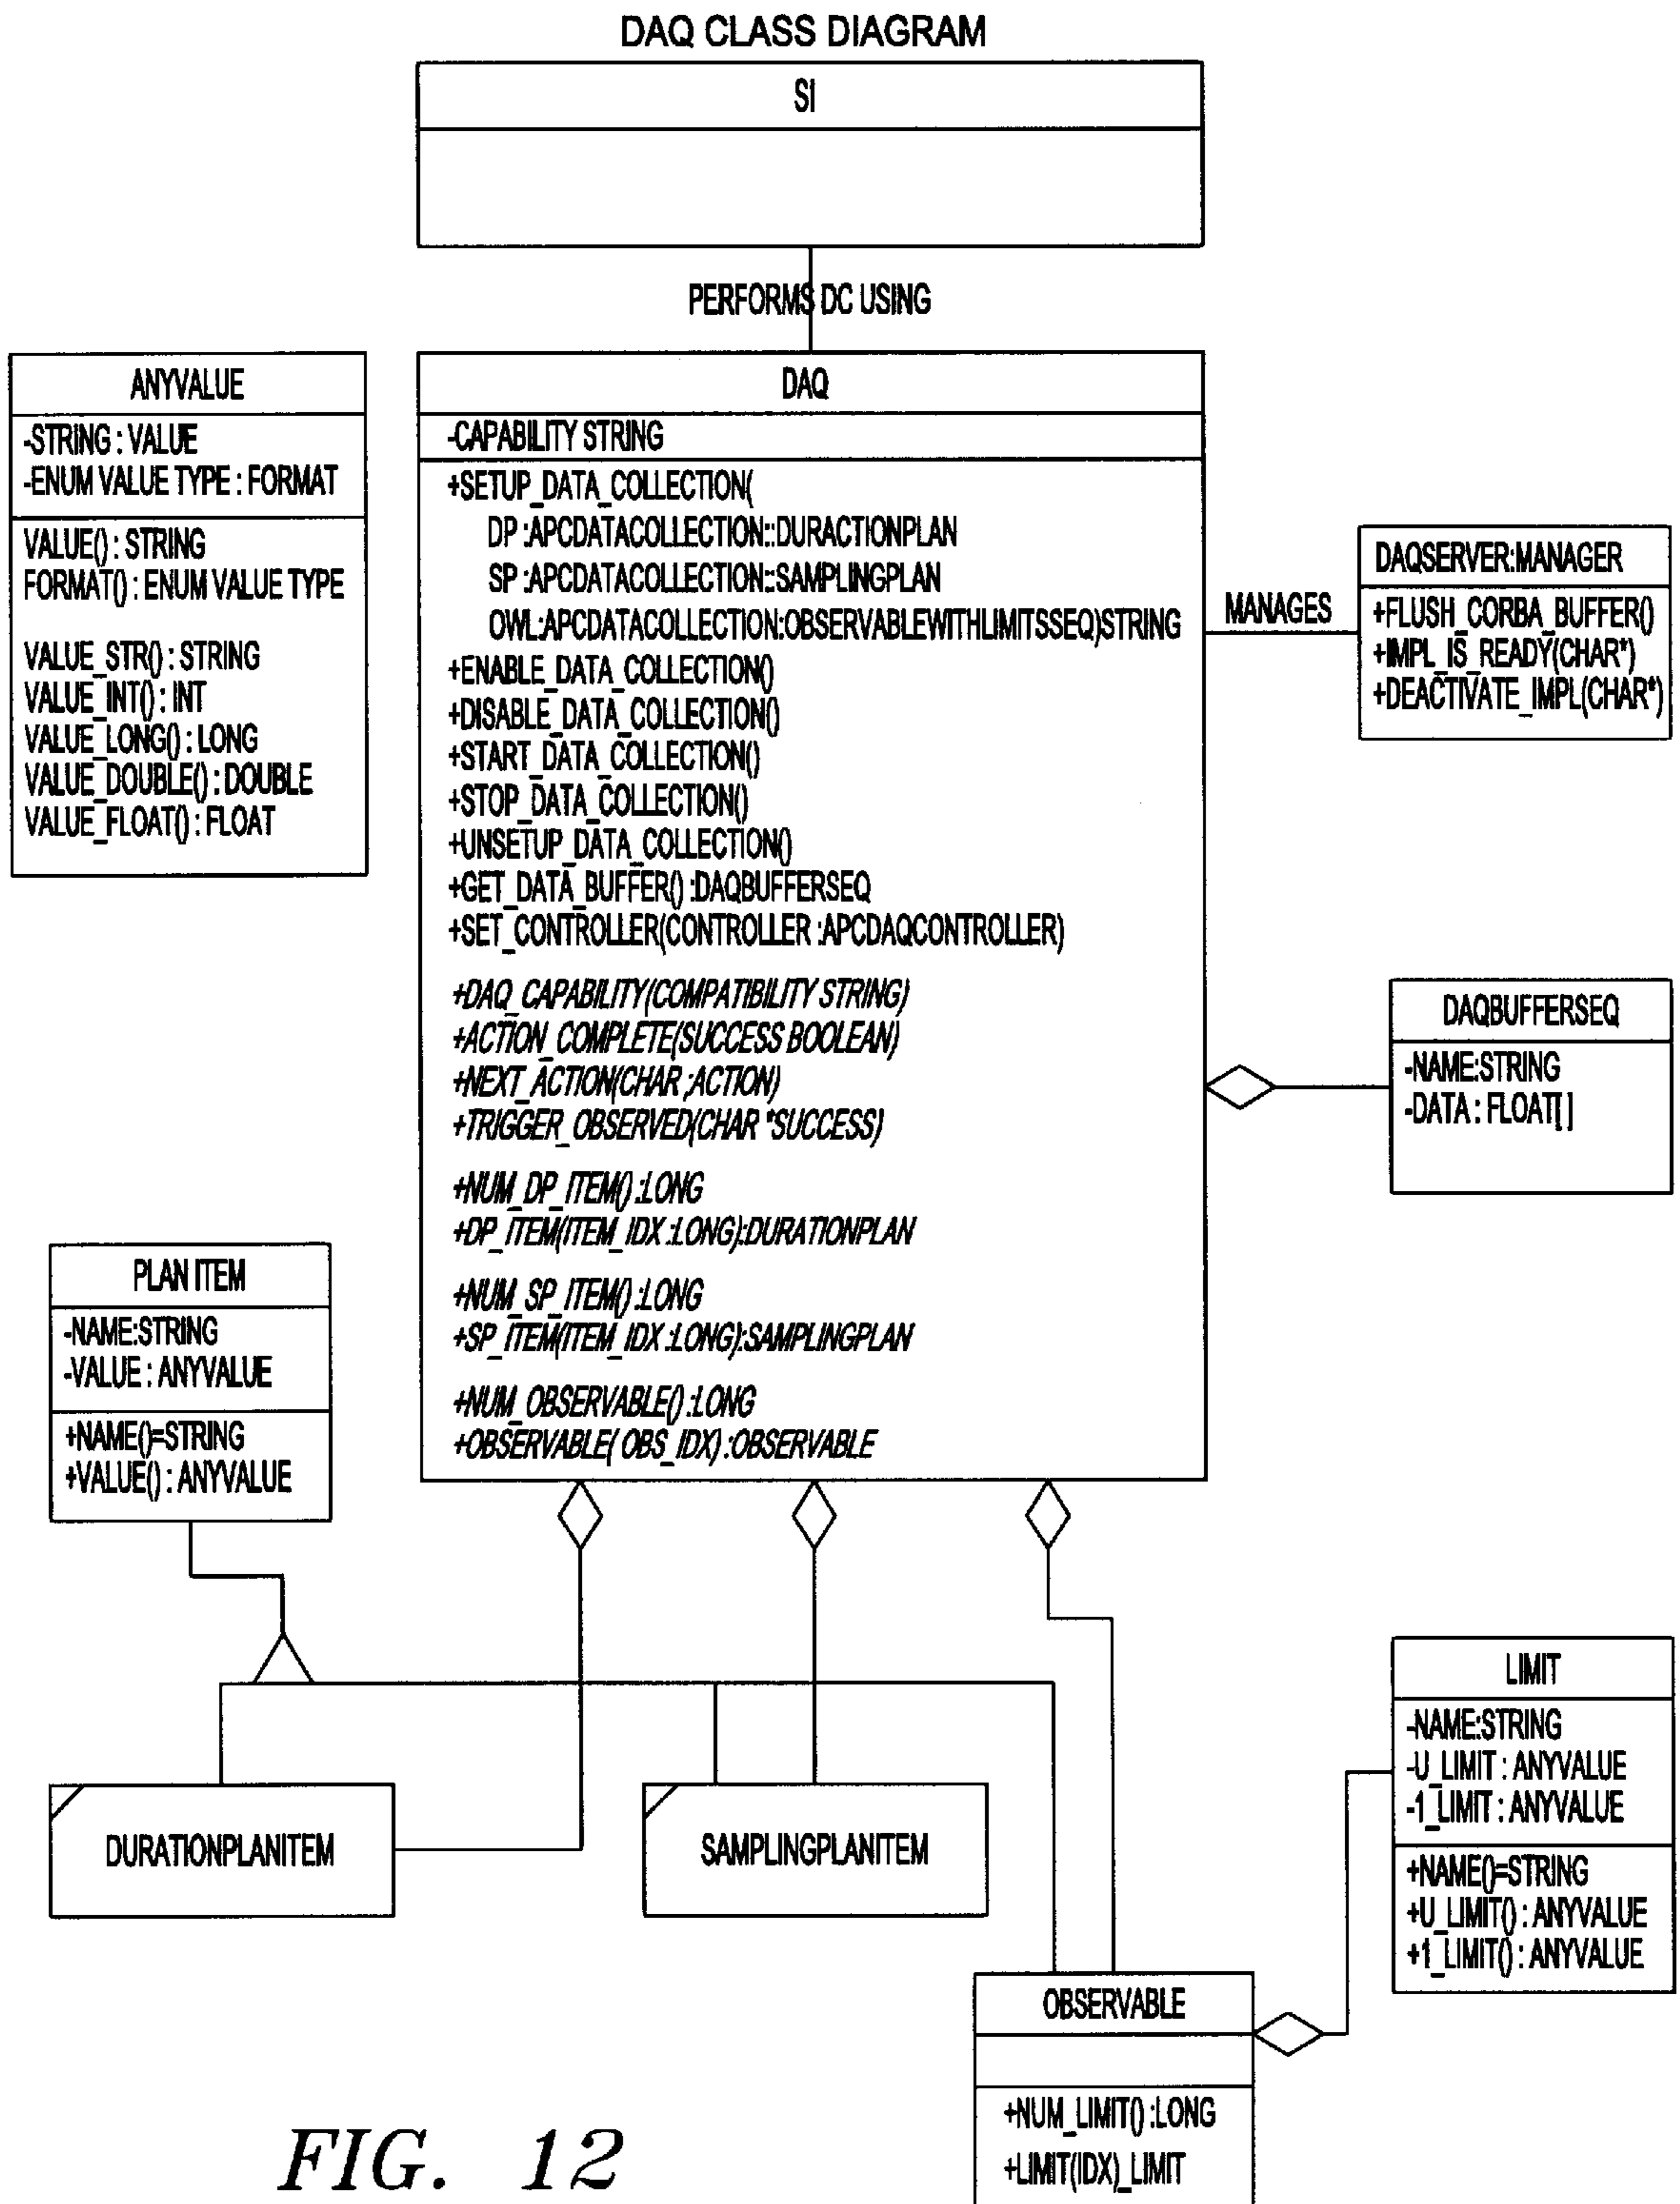 DAQ CLASS DIAGRAM
SI
PERFORMS DC USING
ANYVALUE
-STRING : VALUE
-ENUM VALUE TYPE : FORMAT
VALUE() : STRING
FORMAT() : ENUM VALUE TYPE
VALUE_STR() : STRING
VALUE_INT() : INT
VALUE_LONG() : LONG
VALUE_DOUBLE() : DOUBLE
VALUE_FLOAT() : FLOAT
DAQ
-CAPABILITY STRING
+SETUP_DATA_COLLECTION(
DP :APCDATACOLLECTION::DURACTIONPLAN
SP :APCDATACOLLECTION::SAMPLINGPLAN
OWL:APCDATACOLLECTION:OBSERVABLEWITHLIMITSSEQ)STRING
+ENABLE_DATA_COLLECTION()
+DISABLE_DATA_COLLECTION()
+START_DATA_COLLECTION()
+STOP_DATA_COLLECTION()
+UNSETUP_DATA_COLLECTION()
+GET_DATA_BUFFER() :DAQBUFFERSEQ
+SET_CONTROLLER(CONTROLLER :APCDAQCONTROLLER)
+DAQ_CAPABILITY(COMPATIBILITY STRING)
+ACTION_COMPLETE(SUCCESS BOOLEAN)
+NEXT_ACTION(CHAR ;ACTION)
+TRIGGER_OBSERVED(CHAR *SUCCESS)
+NUM_DP_ITEM() :LONG
+DP_ITEM(ITEM_IDX :LONG):DURATIONPLAN
+NUM_SP_ITEM() :LONG
+SP_ITEM(ITEM_IDX :LONG):SAMPLINGPLAN
+NUM_OBSERVABLE() :LONG
+OBSERVABLE( OBS_IDX) :OBSERVABLE
MANAGES
DAQSERVER:MANAGER
+FLUSH_CORBA_BUFFER()
+IMPL_IS_READY(CHAR*)
+DEACTIVATE_IMPL(CHAR*)
DAQBUFFERSEQ
-NAME:STRING
-DATA : FLOAT[ ]
PLAN ITEM
-NAME:STRING
-VALUE : ANYVALUE
+NAME()=STRING
+VALUE() : ANYVALUE
DURATIONPLANITEM
SAMPLINGPLANITEM
LIMIT
-NAME:STRING
-U_LIMIT : ANYVALUE
-1_LIMIT : ANYVALUE
+NAME()=STRING
+U_LIMIT() : ANYVALUE
+1_LIMIT() : ANYVALUE
OBSERVABLE
+NUM_LIMIT() :LONG
+LIMIT(IDX)_LIMIT
FIG. 12